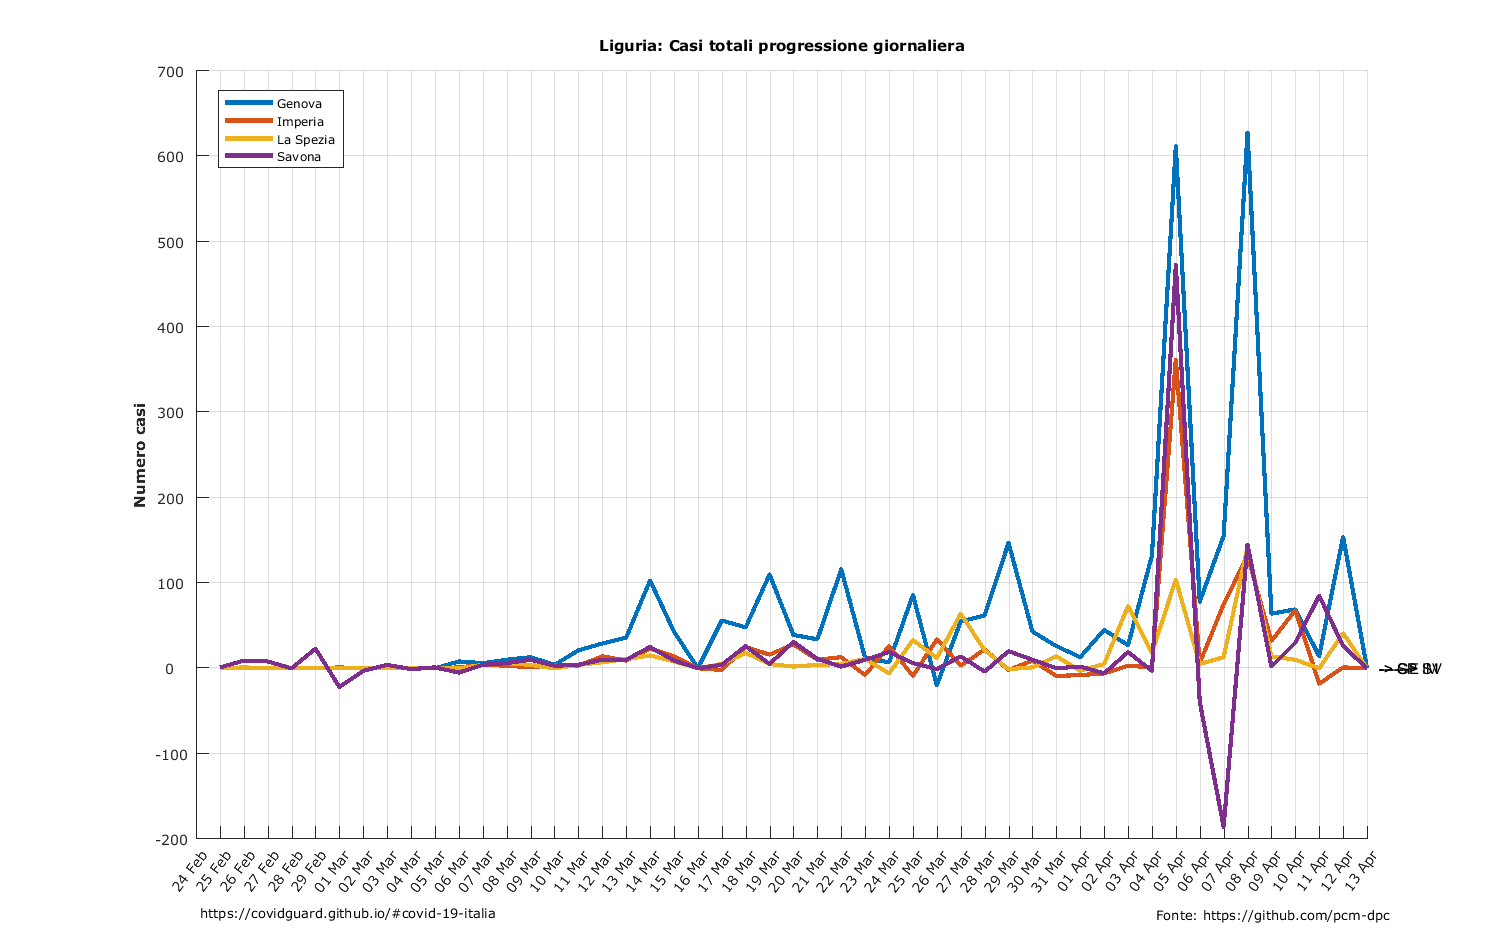 Liguria: Casi totali progressione giornaliera
700
600
500
400
300
200
100
0
-100
-200
Numero casi
Genova
Imperia
La Spezia
Savona
24 Feb
25 Feb
26 Feb
27 Feb
28 Feb
29 Feb
01 Mar
02 Mar
03 Mar
04 Mar
05 Mar
06 Mar
07 Mar
08 Mar
09 Mar
10 Mar
11 Mar
12 Mar
13 Mar
14 Mar
15 Mar
16 Mar
17 Mar
18 Mar
19 Mar
20 Mar
21 Mar
22 Mar
23 Mar
24 Mar
25 Mar
26 Mar
27 Mar
28 Mar
29 Mar
30 Mar
31 Mar
01 Apr
02 Apr
03 Apr
04 Apr
05 Apr
06 Apr
07 Apr
08 Apr
09 Apr
10 Apr
11 Apr
12 Apr
13 Apr
https://covidguard.github.io/#covid-19-italia
Fonte: https://github.com/pcm-dpc